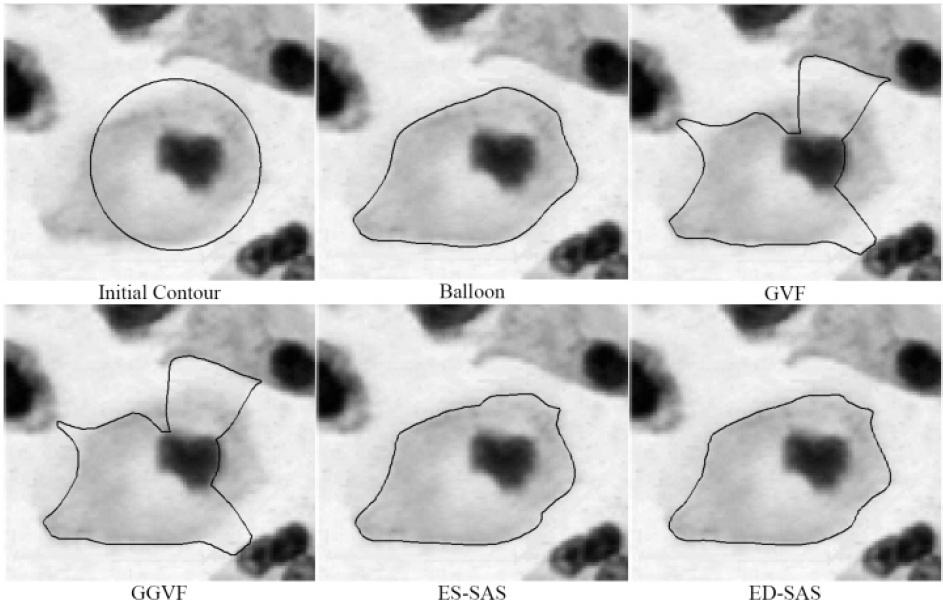 Initial Contour
Balloon
GVF
GGVF
ES-SAS
ED-SAS